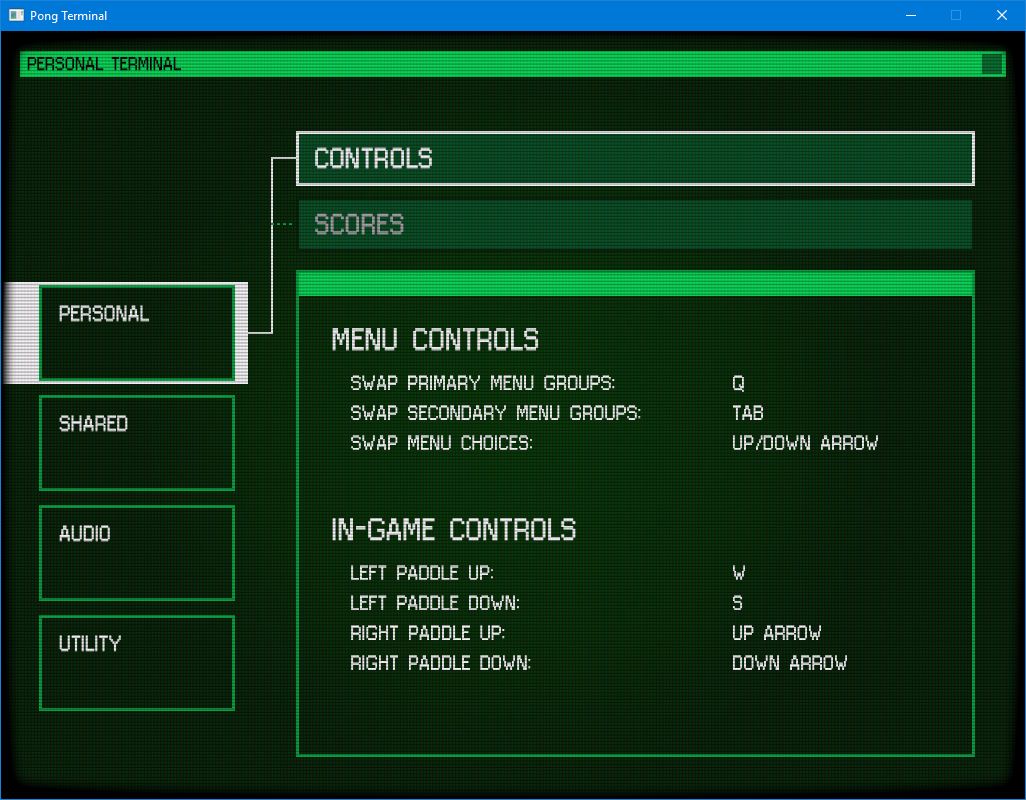 Pong Terminal
PERSONAL TERMINAL
CONTROLS
SCORES
PERSONAL
SHARED
AUDIO
UTILITY
MENU CONTROLS
SWAP PRIMARY MENU GROUPS: Q
SWAP SECONDARY MENU GROUPS: TAB
SWAP MENU CHOICES: UP/DOWN ARROW
IN-GAME CONTROLS
LEFT PADDLE UP: W
LEFT PADDLE DOWN: S
RIGHT PADDLE UP: UP ARROW
RIGHT PADDLE DOWN: DOWN ARROW